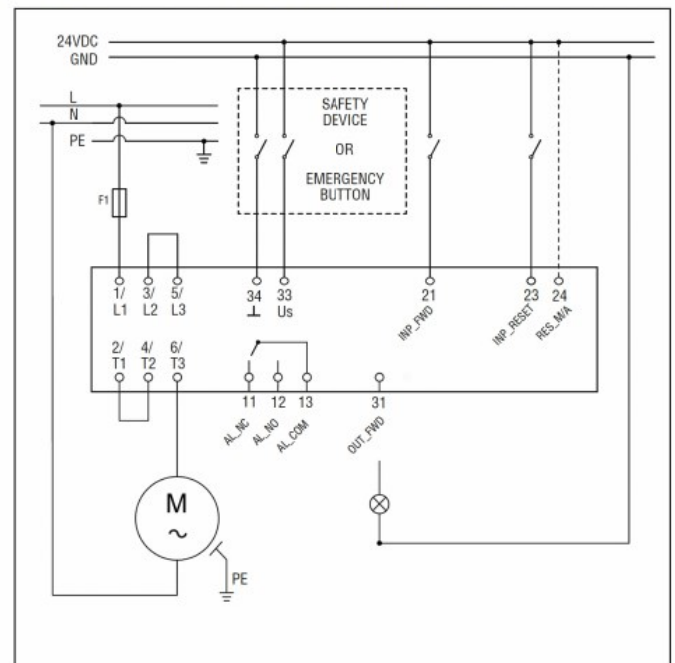 24VDC
GND
L
N
PE
SAFETY
DEVICE
OR
EMERGENCY
BUTTON
F1
1/
L1
3/
L2
5/
L3
34
⊥
33
Us
21
INP_FWD
23
INP_RESET
24
RES_M/A
2/
T1
4/
T2
6/
T3
11
AL_NC
12
AL_NO
13
AL_COM
31
OUT_FWD
M
~
PE